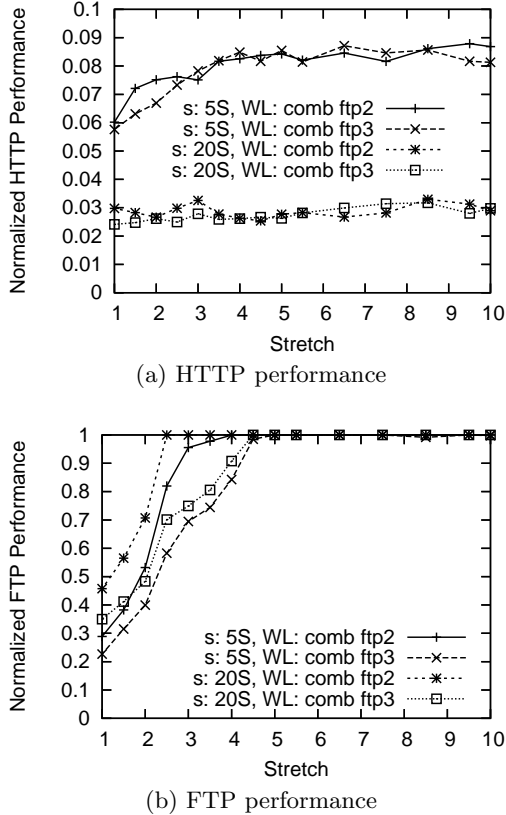 0.1
0.09
0.08
0.07
0.06
0.05
0.04
0.03
0.02
0.01
0
Normalized HTTP Performance
s: 5S, WL: comb ftp2
s: 5S, WL: comb ftp3
s: 20S, WL: comb ftp2
s: 20S, WL: comb ftp3
1 2 3 4 5 6 7 8 9 10
Stretch
(a) HTTP performance
1
0.9
0.8
0.7
0.6
0.5
0.4
0.3
0.2
0.1
0
Normalized FTP Performance
s: 5S, WL: comb ftp2
s: 5S, WL: comb ftp3
s: 20S, WL: comb ftp2
s: 20S, WL: comb ftp3
1 2 3 4 5 6 7 8 9 10
Stretch
(b) FTP performance